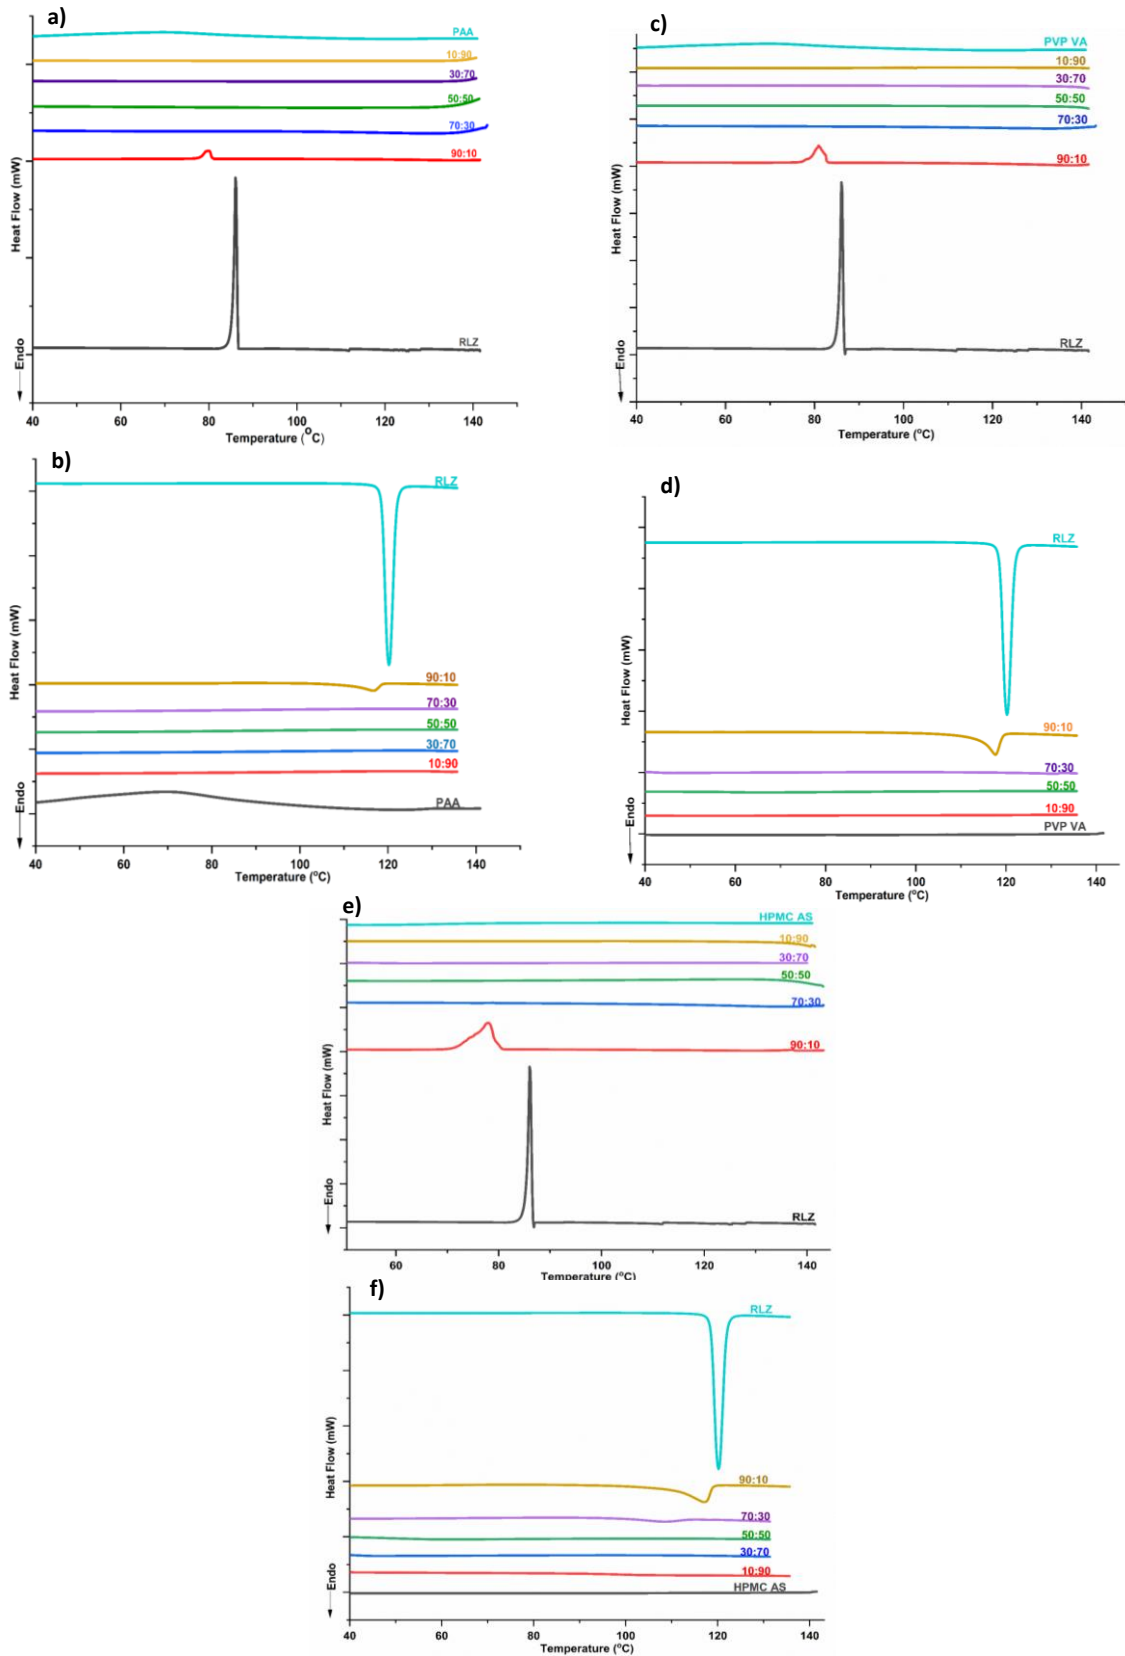 a)
PAA
10:90
30:70
50:50
70:30
90:10
RLZ
Heat Flow (mW)
Endo
40 60 80 100 120 140
Temperature (°C)
c)
PVP VA
10:90
30:70
50:50
70:30
90:10
RLZ
Heat Flow (mW)
Endo
40 60 80 100 120 140
Temperature (°C)
b)
RLZ
90:10
70:30
50:50
30:70
10:90
PAA
Heat Flow (mW)
Endo
40 60 80 100 120 140
Temperature (°C)
d)
RLZ
90:10
70:30
50:50
10:90
PVP VA
Heat Flow (mW)
Endo
40 60 80 100 120 140
Temperature (°C)
e)
HPMC AS
10:90
30:70
50:50
70:30
90:10
RLZ
Heat Flow (mW)
Endo
60 80 100 120 140
Temperature (°C)
f)
RLZ
90:10
70:30
50:50
30:70
10:90
HPMC AS
Heat Flow (mW)
Endo
40 60 80 100 120 140
Temperature (°C)